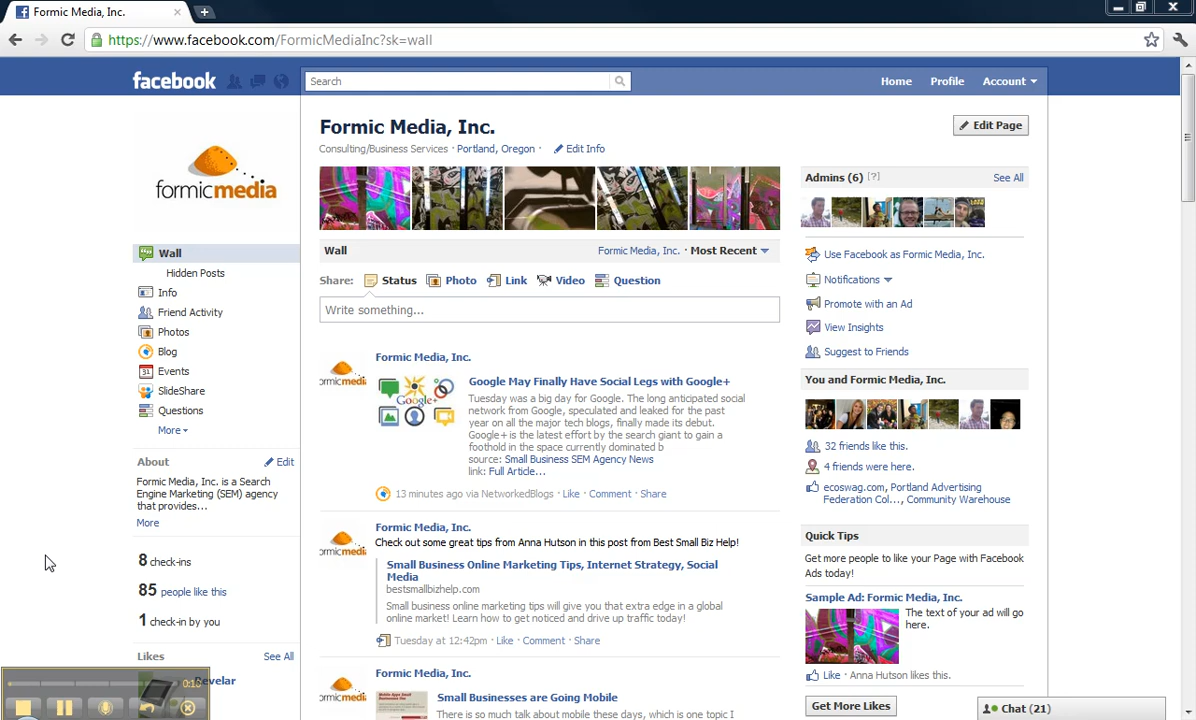 Formic Media, Inc.
https://www.facebook.com/FormicMediaInc?sk=wall
facebook
Search
Home
Profile
Account
formicmedia
Wall
Hidden Posts
Info
Friend Activity
Photos
Blog
31
Events
SlideShare
Questions
More
About
Edit
Formic Media, Inc. is a Search
Engine Marketing (SEM) agency
that provides...
More
8 check-ins
85 people like this
1 check-in by you
Likes
See All
Revelar
Formic Media, Inc.
Edit Page
Consulting/Business Services · Portland, Oregon ·
Edit Info
Wall
Formic Media, Inc. · Most Recent
Share:
Status
Photo
Link
Video
Question
Write something...
Formic Media, Inc.
Google May Finally Have Social Legs with Google+
Google+
Tuesday was a big day for Google. The long anticipated social
network from Google, speculated and leaked for the past
year on all the major tech blogs, finally made its debut.
Google+ is the latest effort by the search giant to gain a
foothold in the space currently dominated b
source: Small Business SEM Agency News
link: Full Article...
13 minutes ago via NetworkedBlogs · Like · Comment · Share
Formic Media, Inc.
Check out some great tips from Anna Hutson in this post from Best Small Biz Help!
Small Business Online Marketing Tips, Internet Strategy, Social
Media
bestsmallbizhelp.com
Small business online marketing tips will give you that extra edge in a global
online market! Learn how to get noticed and drive up traffic today!
Tuesday at 12:42pm · Like · Comment · Share
Formic Media, Inc.
Small Businesses are Going Mobile
There is so much talk about mobile these days, which is one topic I
Admins (6) [?]
See All
Use Facebook as Formic Media, Inc.
Notifications
Promote with an Ad
View Insights
Suggest to Friends
You and Formic Media, Inc.
32 friends like this.
4 friends were here.
ecoswag.com, Portland Advertising
Federation Col..., Community Warehouse
Quick Tips
Get more people to like your Page with Facebook
Ads today!
Sample Ad: Formic Media, Inc.
The text of your ad will go
here.
Like · Anna Hutson likes this.
Get More Likes
Chat (21)